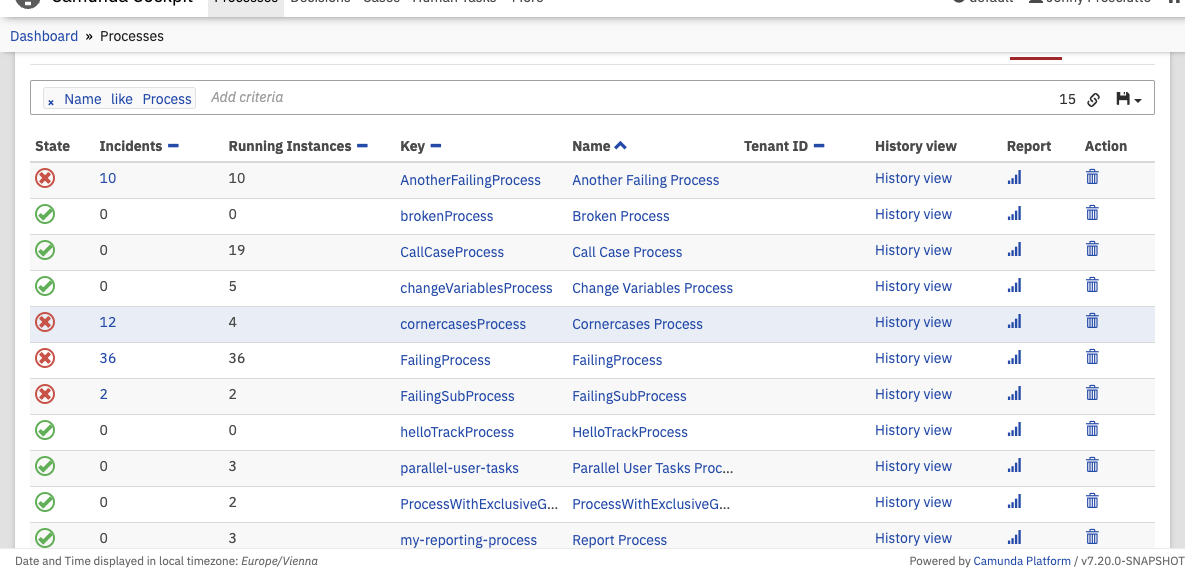 Camunda Cockpit Processes Decisions Cases Human Tasks More default Jenny Prosciutto
Dashboard » Processes
× Name like Process Add criteria 15
State Incidents Running Instances Key Name Tenant ID History view Report Action
10 10 AnotherFailingProcess Another Failing Process History view
0 0 brokenProcess Broken Process History view
0 19 CallCaseProcess Call Case Process History view
0 5 changeVariablesProcess Change Variables Process History view
12 4 cornercasesProcess Cornercases Process History view
36 36 FailingProcess FailingProcess History view
2 2 FailingSubProcess FailingSubProcess History view
0 0 helloTrackProcess HelloTrackProcess History view
0 3 parallel-user-tasks Parallel User Tasks Proc... History view
0 2 ProcessWithExclusiveG... ProcessWithExclusiveG... History view
0 3 my-reporting-process Report Process History view
Date and Time displayed in local timezone: Europe/Vienna Powered by Camunda Platform / v7.20.0-SNAPSHOT